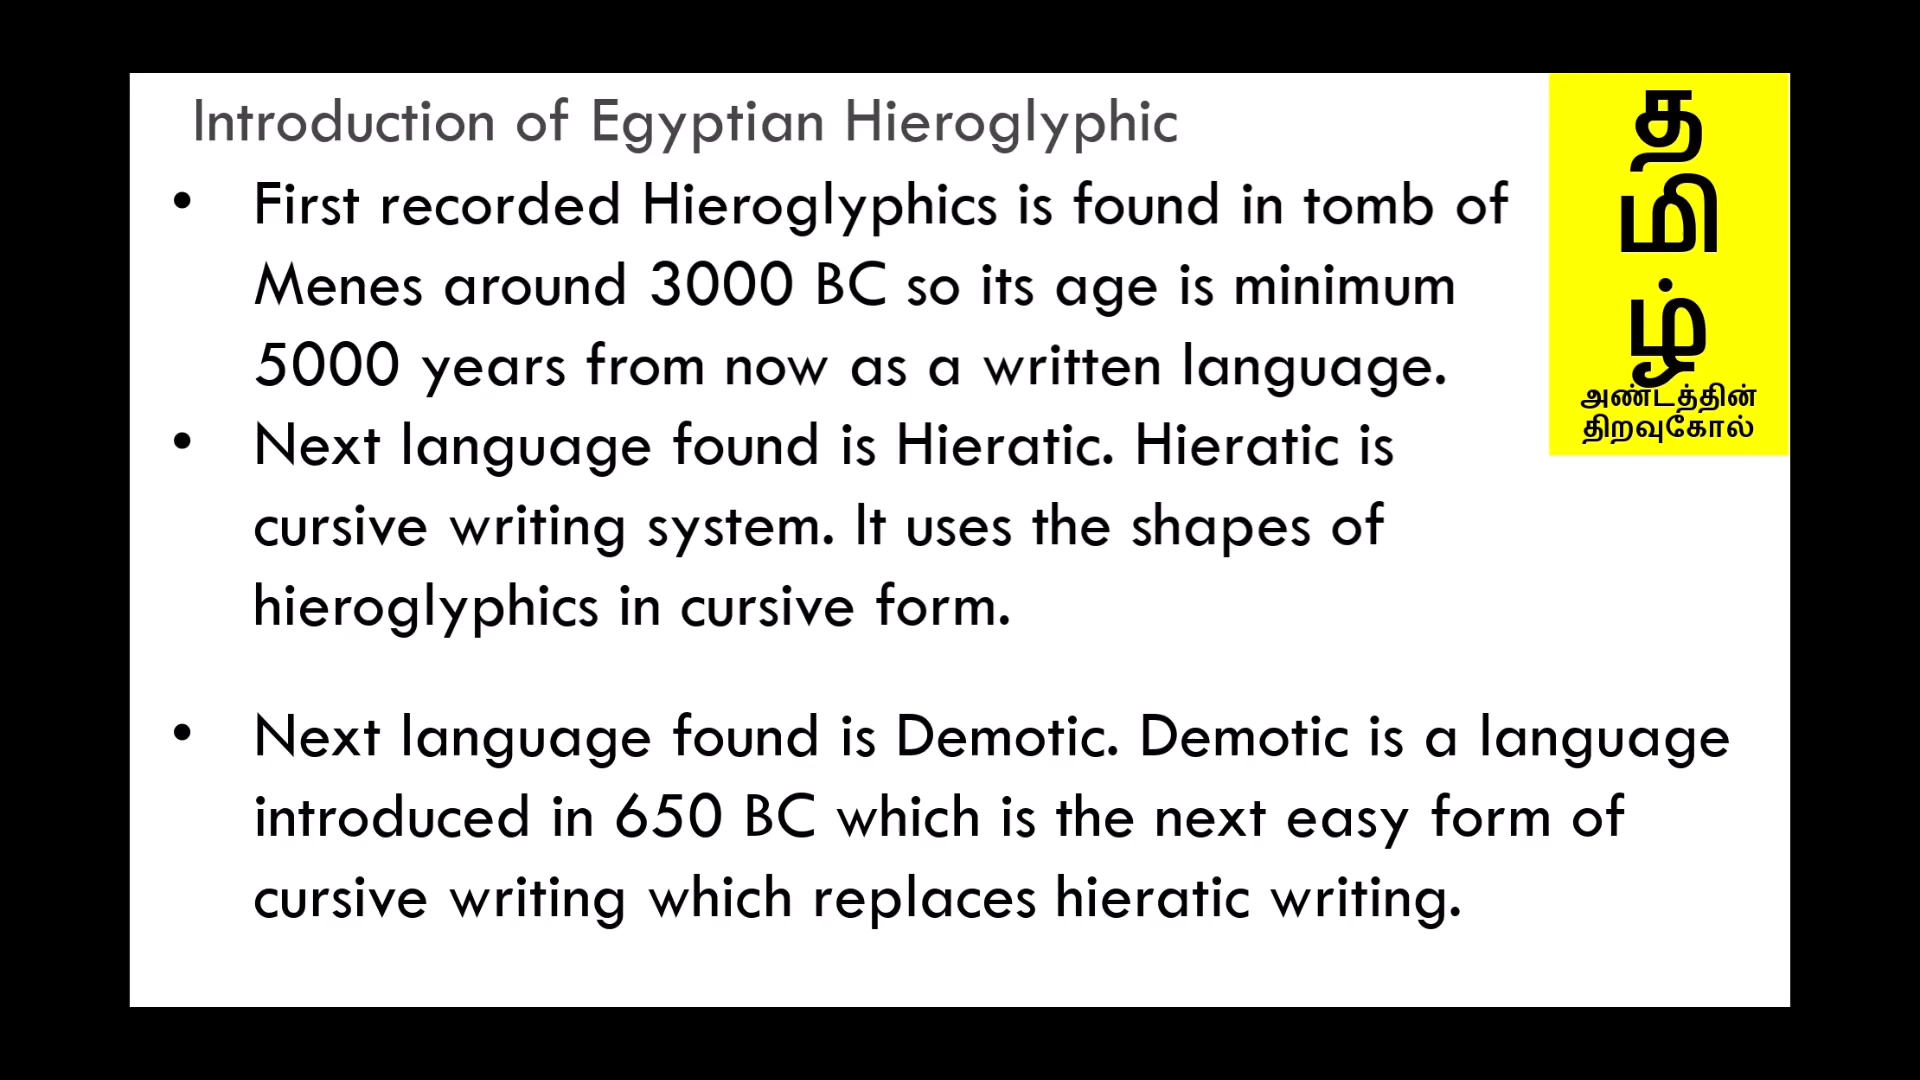 Introduction of Egyptian Hieroglyphic
• First recorded Hieroglyphics is found in tomb of
Menes around 3000 BC so its age is minimum
5000 years from now as a written language.
• Next language found is Hieratic. Hieratic is
cursive writing system. It uses the shapes of
hieroglyphics in cursive form.
• Next language found is Demotic. Demotic is a language
introduced in 650 BC which is the next easy form of
cursive writing which replaces hieratic writing.
த
மி
ழ்
அண்டத்தின்
திறவுகோல்